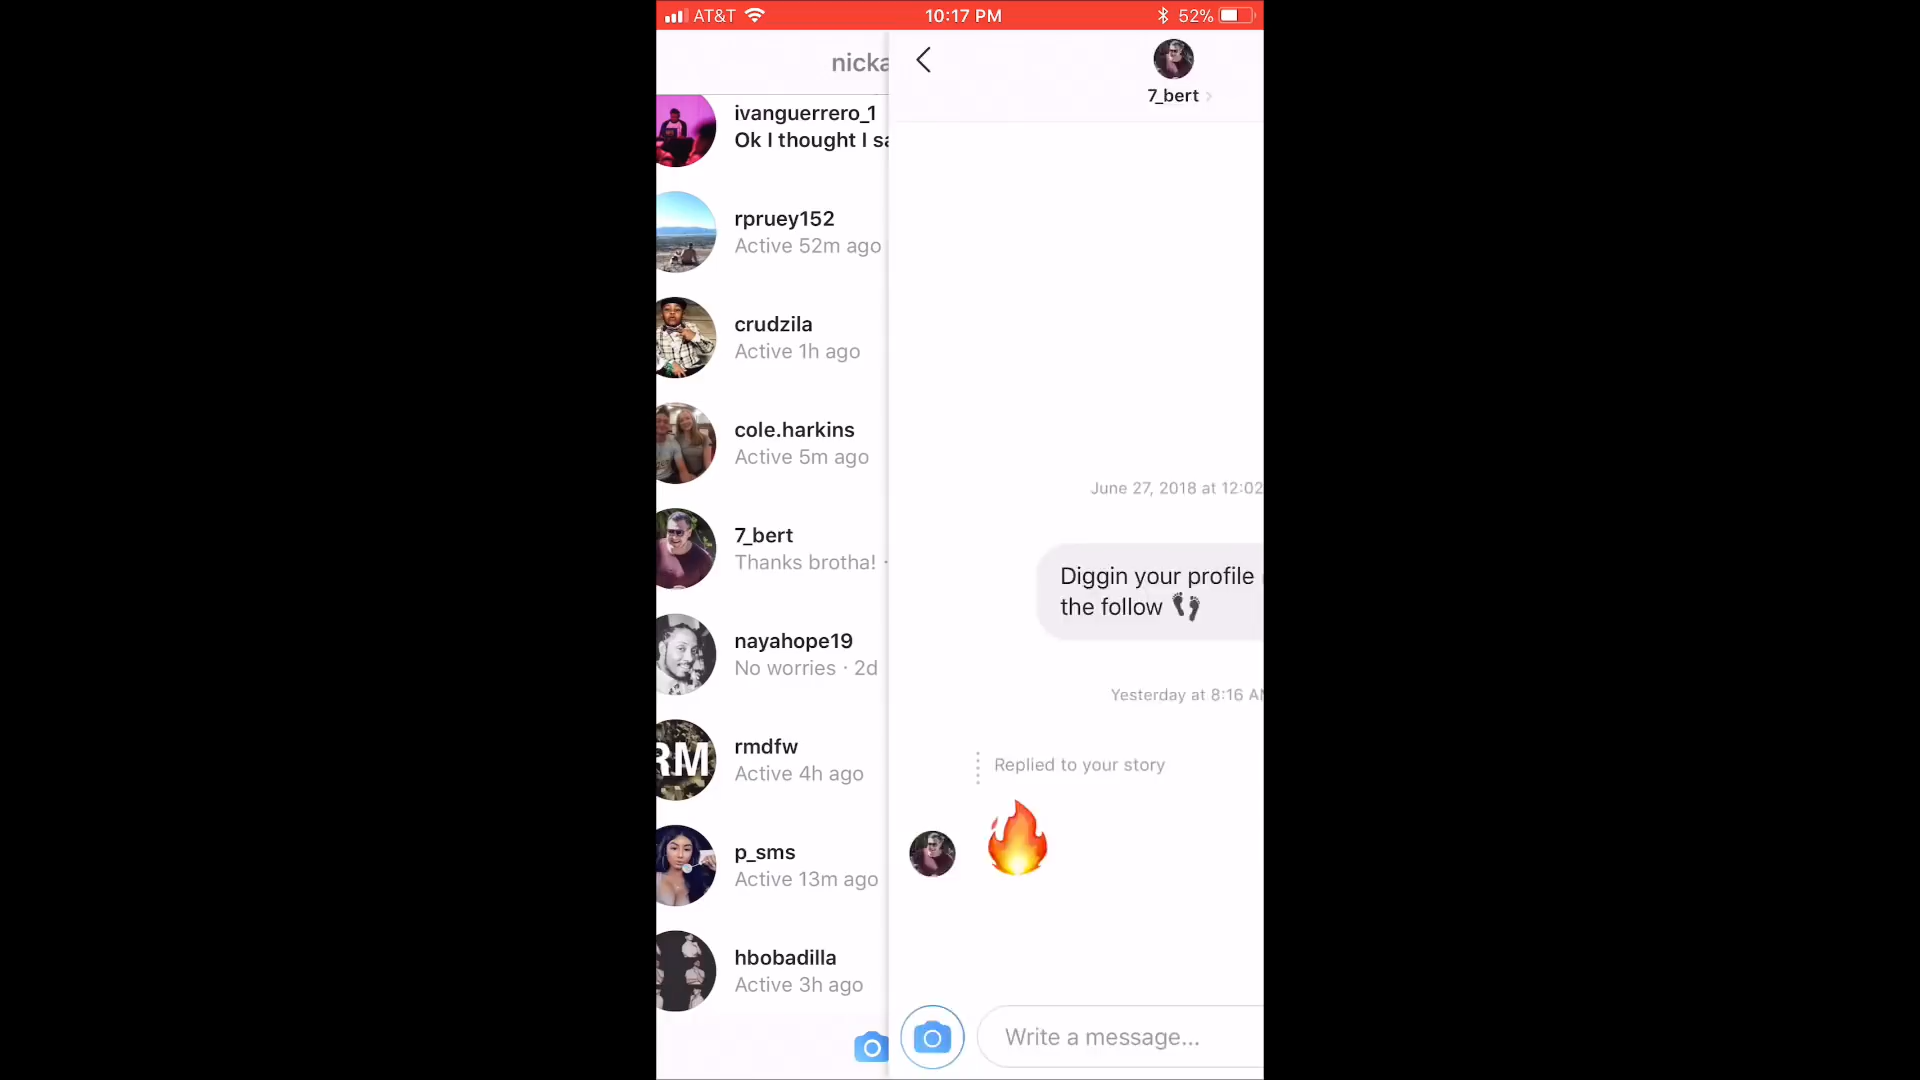 AT&T
10:17 PM
52%
nicka
ivanguerrero_1
Ok I thought I sa
rpruey152
Active 52m ago
crudzila
Active 1h ago
cole.harkins
Active 5m ago
7_bert
Thanks brotha! ·
nayahope19
No worries · 2d
RM
rmdfw
Active 4h ago
p_sms
Active 13m ago
hbobadilla
Active 3h ago
7_bert
June 27, 2018 at 12:02
Diggin your profile
the follow 👣
Yesterday at 8:16 AM
Replied to your story
🔥
Write a message...